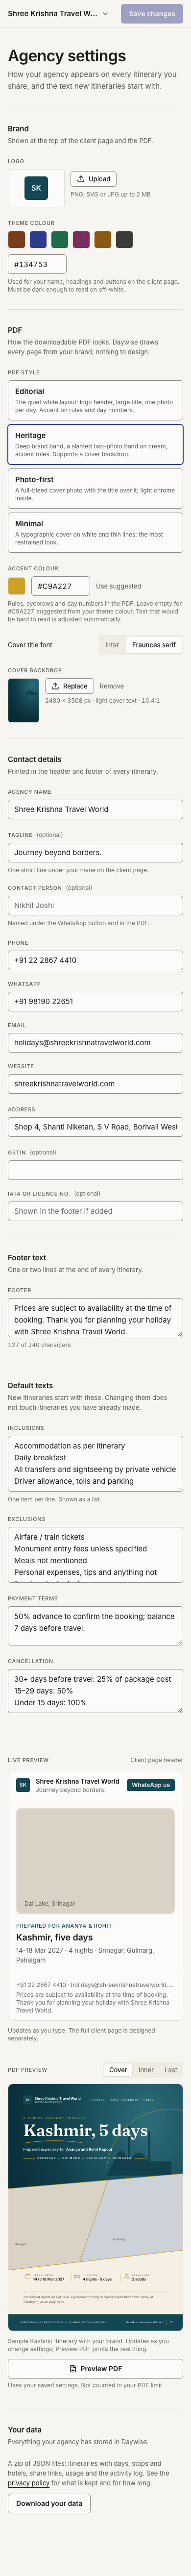 Shree Krishna Travel W...
Save changes
Agency settings
How your agency appears on every itinerary you
share, and the text new itineraries start with.
Brand
Shown at the top of the client page and the PDF.
LOGO
SK
Upload
PNG, SVG or JPG up to 2 MB
THEME COLOUR
#134753
Used for your name, headings and buttons on the client page.
Must be dark enough to read on off-white.
PDF
How the downloadable PDF looks. Daywise draws
every page from your brand; nothing to design.
PDF STYLE
Editorial
The quiet white layout: logo header, large title, one photo
per day. Accent on rules and day numbers.
Heritage
Deep brand band, a slanted two-photo band on cream,
accent rules. Supports a cover backdrop.
Photo-first
A full-bleed cover photo with the title over it; light chrome
inside.
Minimal
A typographic cover on white and thin lines; the most
restrained look.
ACCENT COLOUR
#C9A227
Use suggested
Rules, eyebrows and day numbers in the PDF. Leave empty for
#C29A27, suggested from your theme colour. Text that would
be hard to read is adjusted automatically.
Cover title font
Inter
Fraunces serif
COVER BACKDROP
Replace
Remove
2480 × 3508 px · light cover text · 10.4:1
Contact details
Printed in the header and footer of every itinerary.
AGENCY NAME
Shree Krishna Travel World
TAGLINE (optional)
Journey beyond borders.
One short line under your name on the client page.
CONTACT PERSON (optional)
Nikhil Joshi
Named under the WhatsApp button and in the PDF.
PHONE
+91 22 2867 4410
WHATSAPP
+91 98190 22651
EMAIL
holidays@shreekrishnatravelworld.com
WEBSITE
shreekrishnatravelworld.com
ADDRESS
Shop 4, Shanti Niketan, S V Road, Borivali West
GSTIN (optional)
IATA OR LICENCE NO. (optional)
Shown in the footer if added
Footer text
One or two lines at the end of every itinerary.
FOOTER
Prices are subject to availability at the time of
booking. Thank you for planning your holiday
with Shree Krishna Travel World.
127 of 240 characters
Default texts
New itineraries start with these. Changing them does
not touch itineraries you have already made.
INCLUSIONS
Accommodation as per itinerary
Daily breakfast
All transfers and sightseeing by private vehicle
Driver allowance, tolls and parking
One item per line. Shown as a list.
EXCLUSIONS
Airfare / train tickets
Monument entry fees unless specified
Meals not mentioned
Personal expenses, tips and anything not
PAYMENT TERMS
50% advance to confirm the booking; balance
7 days before travel.
CANCELLATION
30+ days before travel: 25% of package cost
15–29 days: 50%
Under 15 days: 100%
LIVE PREVIEW
Client page header
SK
Shree Krishna Travel World
Journey beyond borders.
WhatsApp us
Dal Lake, Srinagar
PREPARED FOR ANANYA & ROHIT
Kashmir, five days
14–18 Mar 2027 · 4 nights · Srinagar, Gulmarg,
Pahalgam
+91 22 2867 4410 · holidays@shreekrishnatravelworld....
Prices are subject to availability at the time of booking.
Thank you for planning your holiday with Shree Krishna
Travel World.
Updates as you type. The full client page is designed
separately.
PDF PREVIEW
Cover
Inner
Last
Shree Krishna Travel World
Kashmir, 5 days
Prepared especially for Ananya and Rohit Kapoor
14 to 18 Mar 2027
4 nights · 5 days
2 adults
Sample Kashmir itinerary with your brand. Updates as you
change settings; Preview PDF prints the real thing.
Preview PDF
Uses your saved settings. Not counted in your PDF limit.
Your data
Everything your agency has stored in Daywise.
A zip of JSON files: itineraries with days, stops and
hotels, share links, usage and the activity log. See the
privacy policy for what is kept and for how long.
Download your data